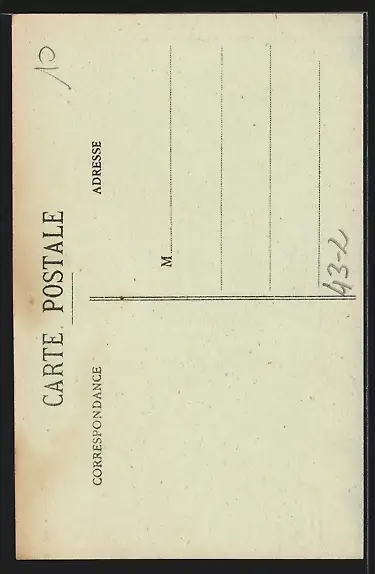 CARTE POSTALE
CORRESPONDANCE
ADRESSE
M
10
43-2